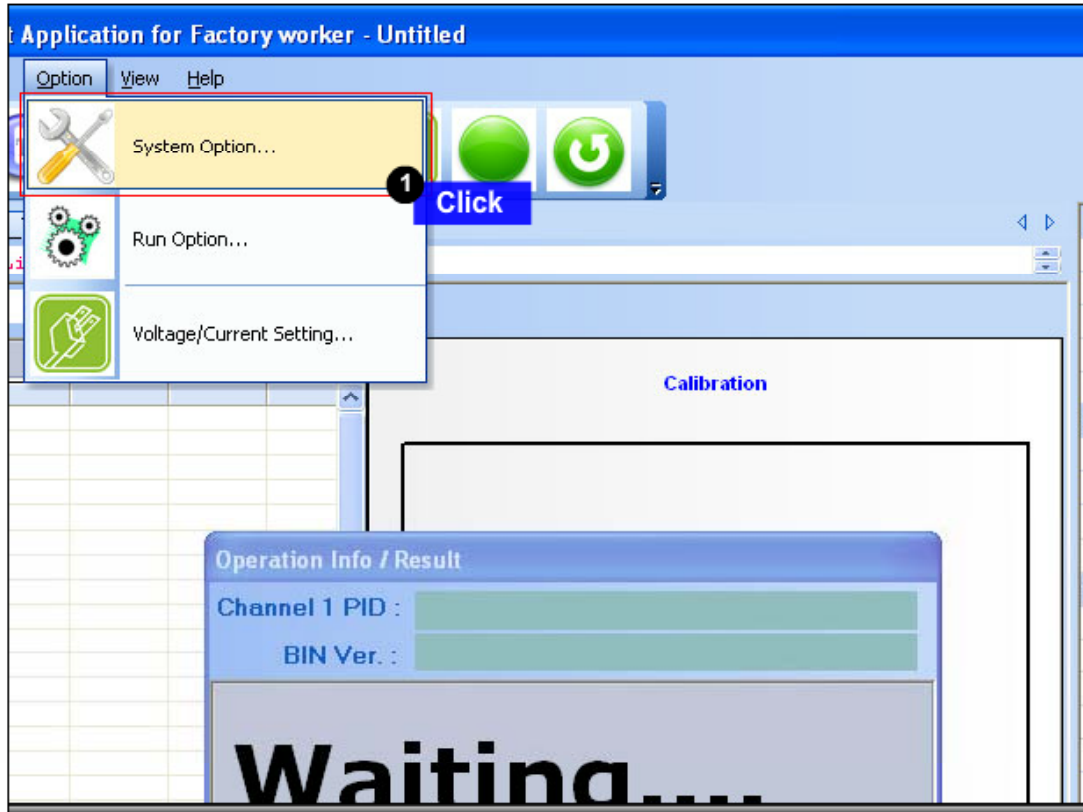 t Application for Factory worker - Untitled
Option View Help
System Option...
1
Click
Run Option...
Voltage/Current Setting...
Calibration
Operation Info / Result
Channel 1 PID :
BIN Ver. :
Waiting....